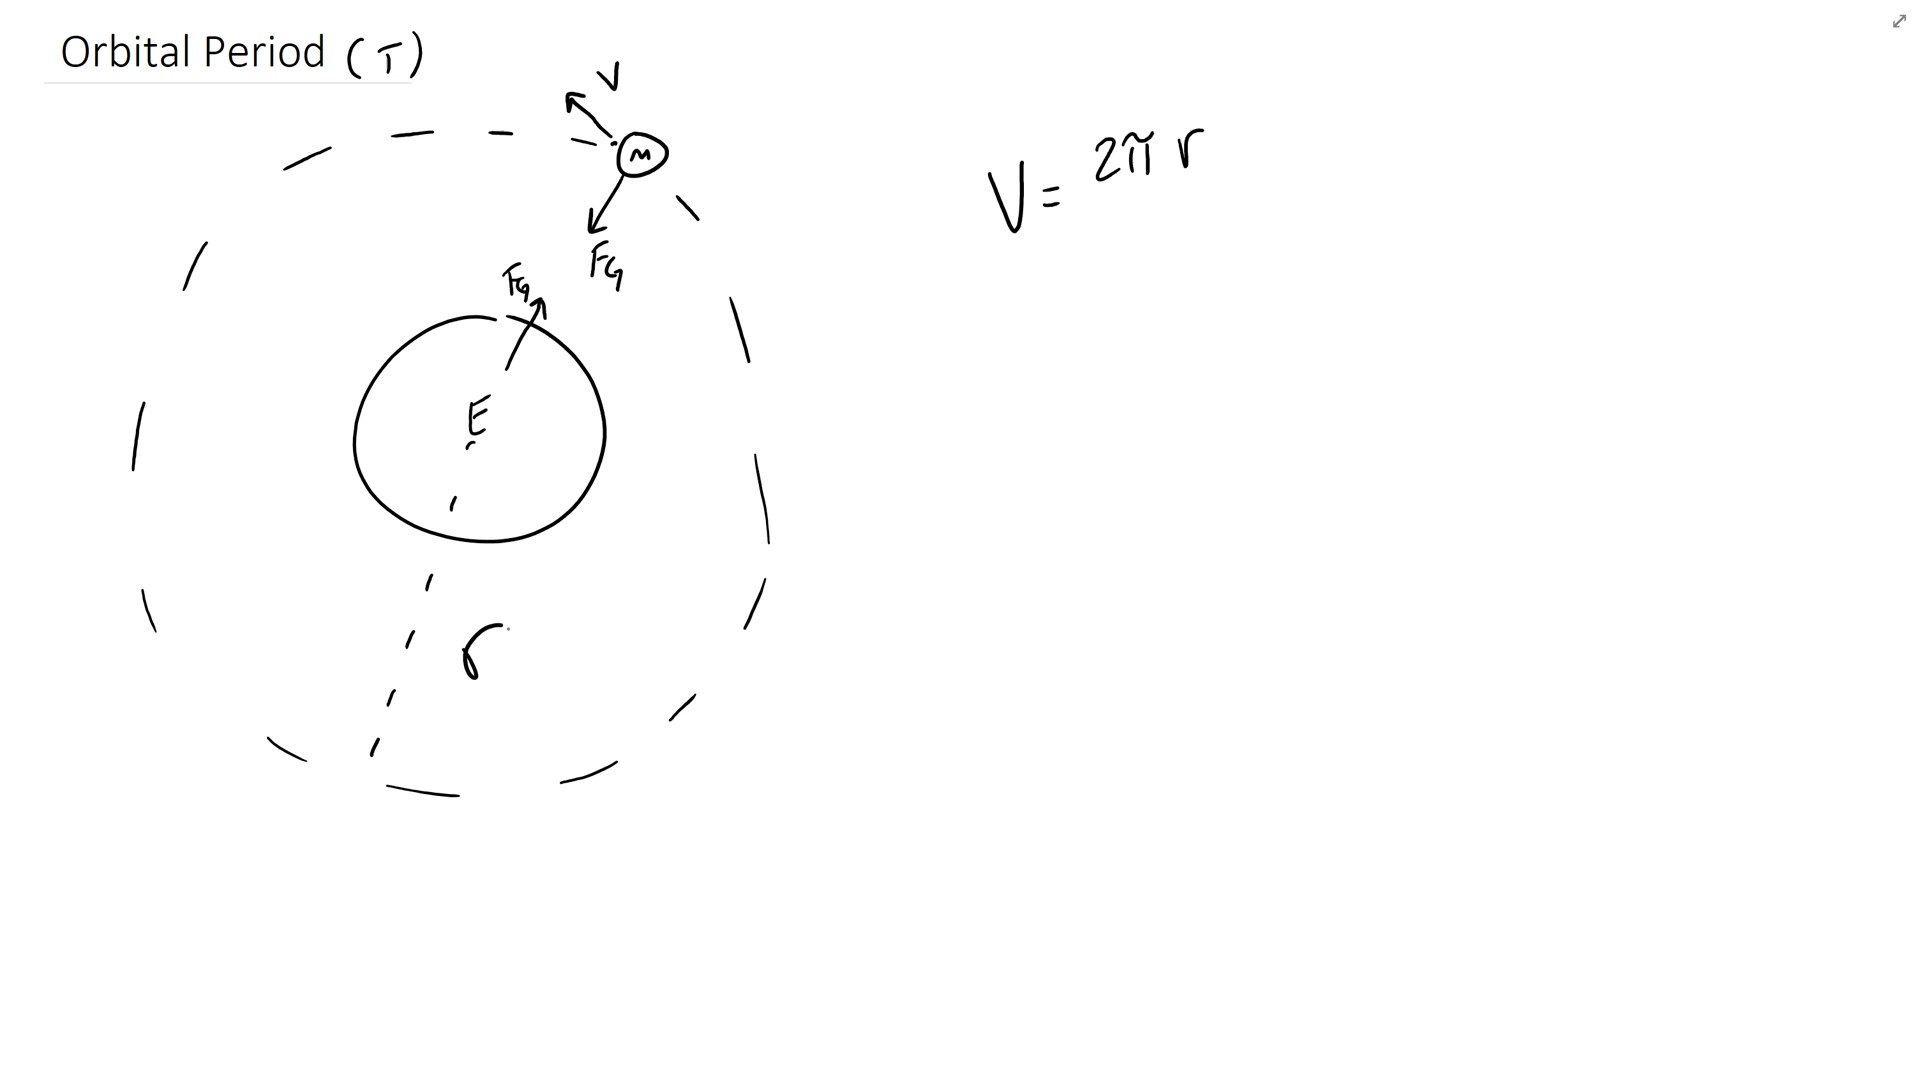 Orbital Period (T)
V
M
V = 2π r
FG
FG
E
r